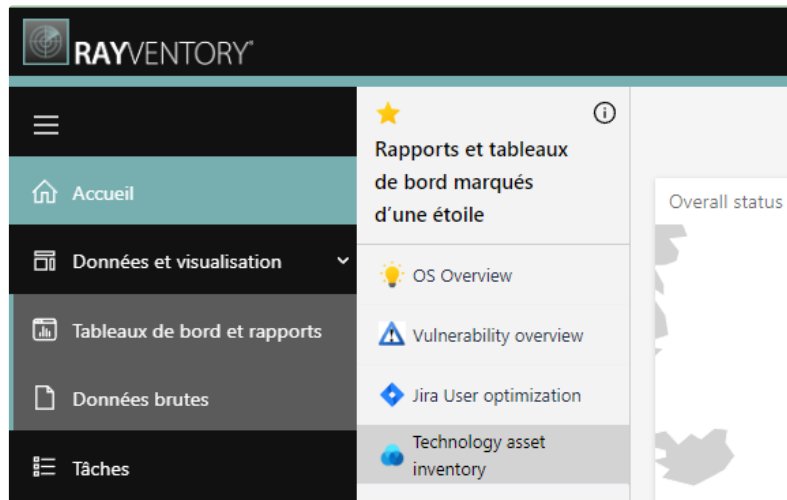 RAYVENTORY®
Rapports et tableaux
de bord marqués
d'une étoile
Accueil
Overall status
Données et visualisation
OS Overview
Tableaux de bord et rapports
Vulnerability overview
Données brutes
Jira User optimization
Tâches
Technology asset
inventory